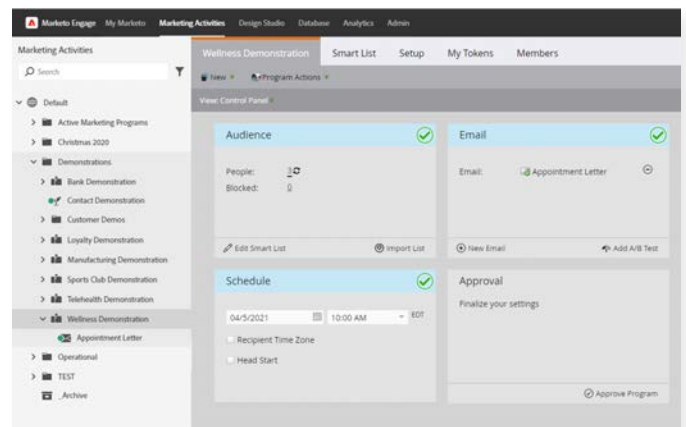 Marketo Engage My Marketo Marketing Activities Design Studio Database Analytics Admin
Marketing Activities
Search
Default
Active Marketing Programs
Christmas 2020
Demonstrations
Bank Demonstration
Contact Demonstration
Customer Demos
Loyalty Demonstration
Manufacturing Demonstration
Sports Club Demonstration
Telehealth Demonstration
Wellness Demonstration
Appointment Letter
Operational
TEST
_Archive
Wellness Demonstration Smart List Setup My Tokens Members
New Program Actions
View: Control Panel
Audience
People: 3
Blocked: 0
Edit Smart List Import List
Email
Email: Appointment Letter
New Email Add A/B Test
Schedule
04/5/2021 10:00 AM EDT
Recipient Time Zone
Head Start
Approval
Finalize your settings
Approve Program